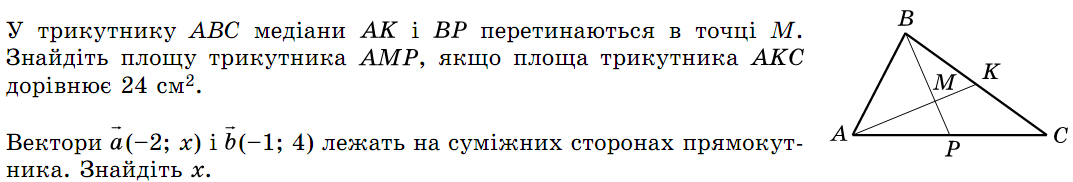 У трикутнику ABC медіани AK і BP перетинаються в точці M.
Знайдіть площу трикутника AMP, якщо площа трикутника AKC
дорівнює 24 см².
Вектори a⃗(−2; x) і b⃗(−1; 4) лежать на суміжних сторонах прямокут-
ника. Знайдіть x.
B
K
M
A
P
C